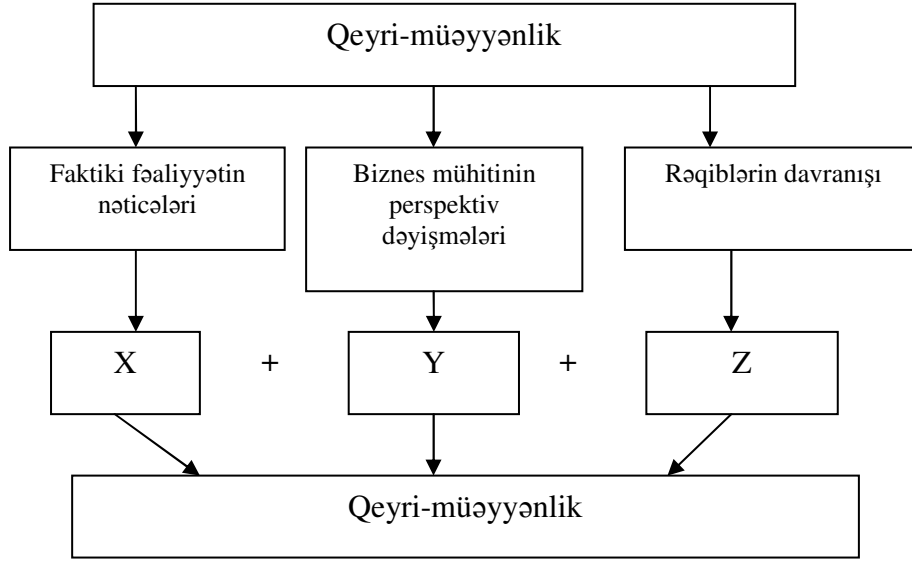 Qeyri-müəyyənlik
Faktiki fəaliyyətin
nəticələri
Biznes mühitinin
perspektiv
dəyişmələri
Rəqiblərin davranışı
X + Y + Z
Qeyri-müəyyənlik